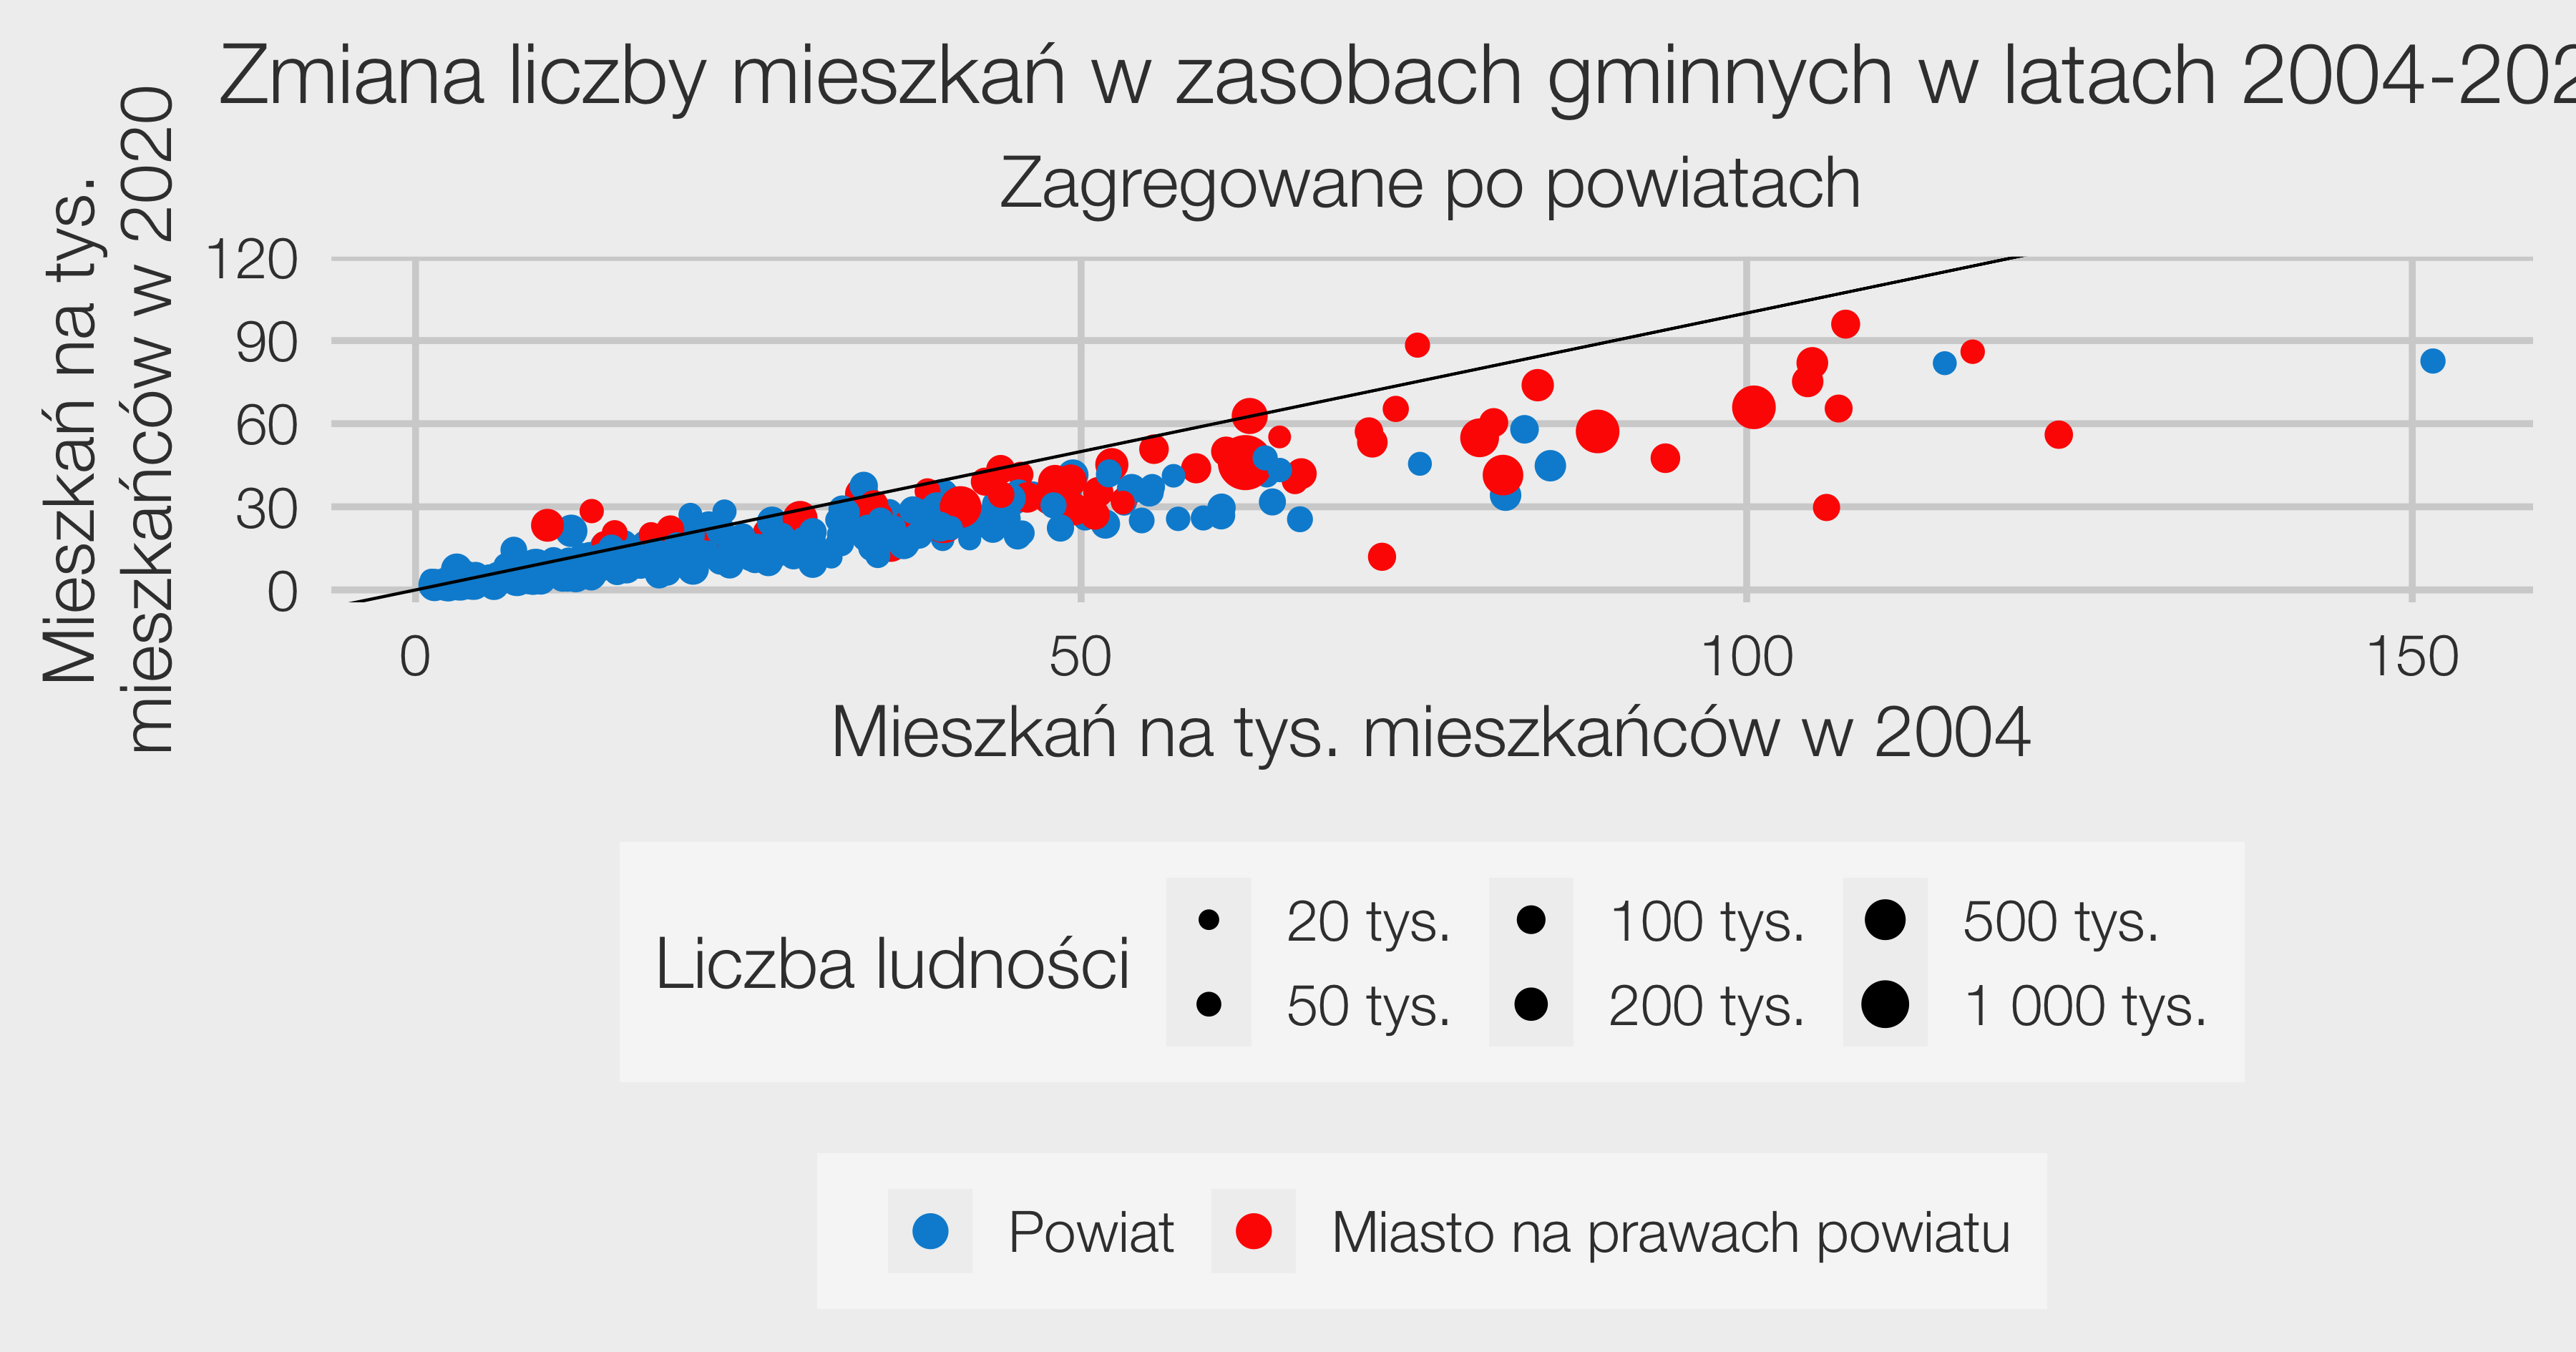 Zmiana liczby mieszkań w zasobach gminnych w latach 2004-202
Zagregowane po powiatach
Mieszkań na tys.
mieszkańców w 2020
120
90
60
30
0
0 50 100 150
Mieszkań na tys. mieszkańców w 2004
Liczba ludności
20 tys. 100 tys. 500 tys.
50 tys. 200 tys. 1 000 tys.
Powiat Miasto na prawach powiatu